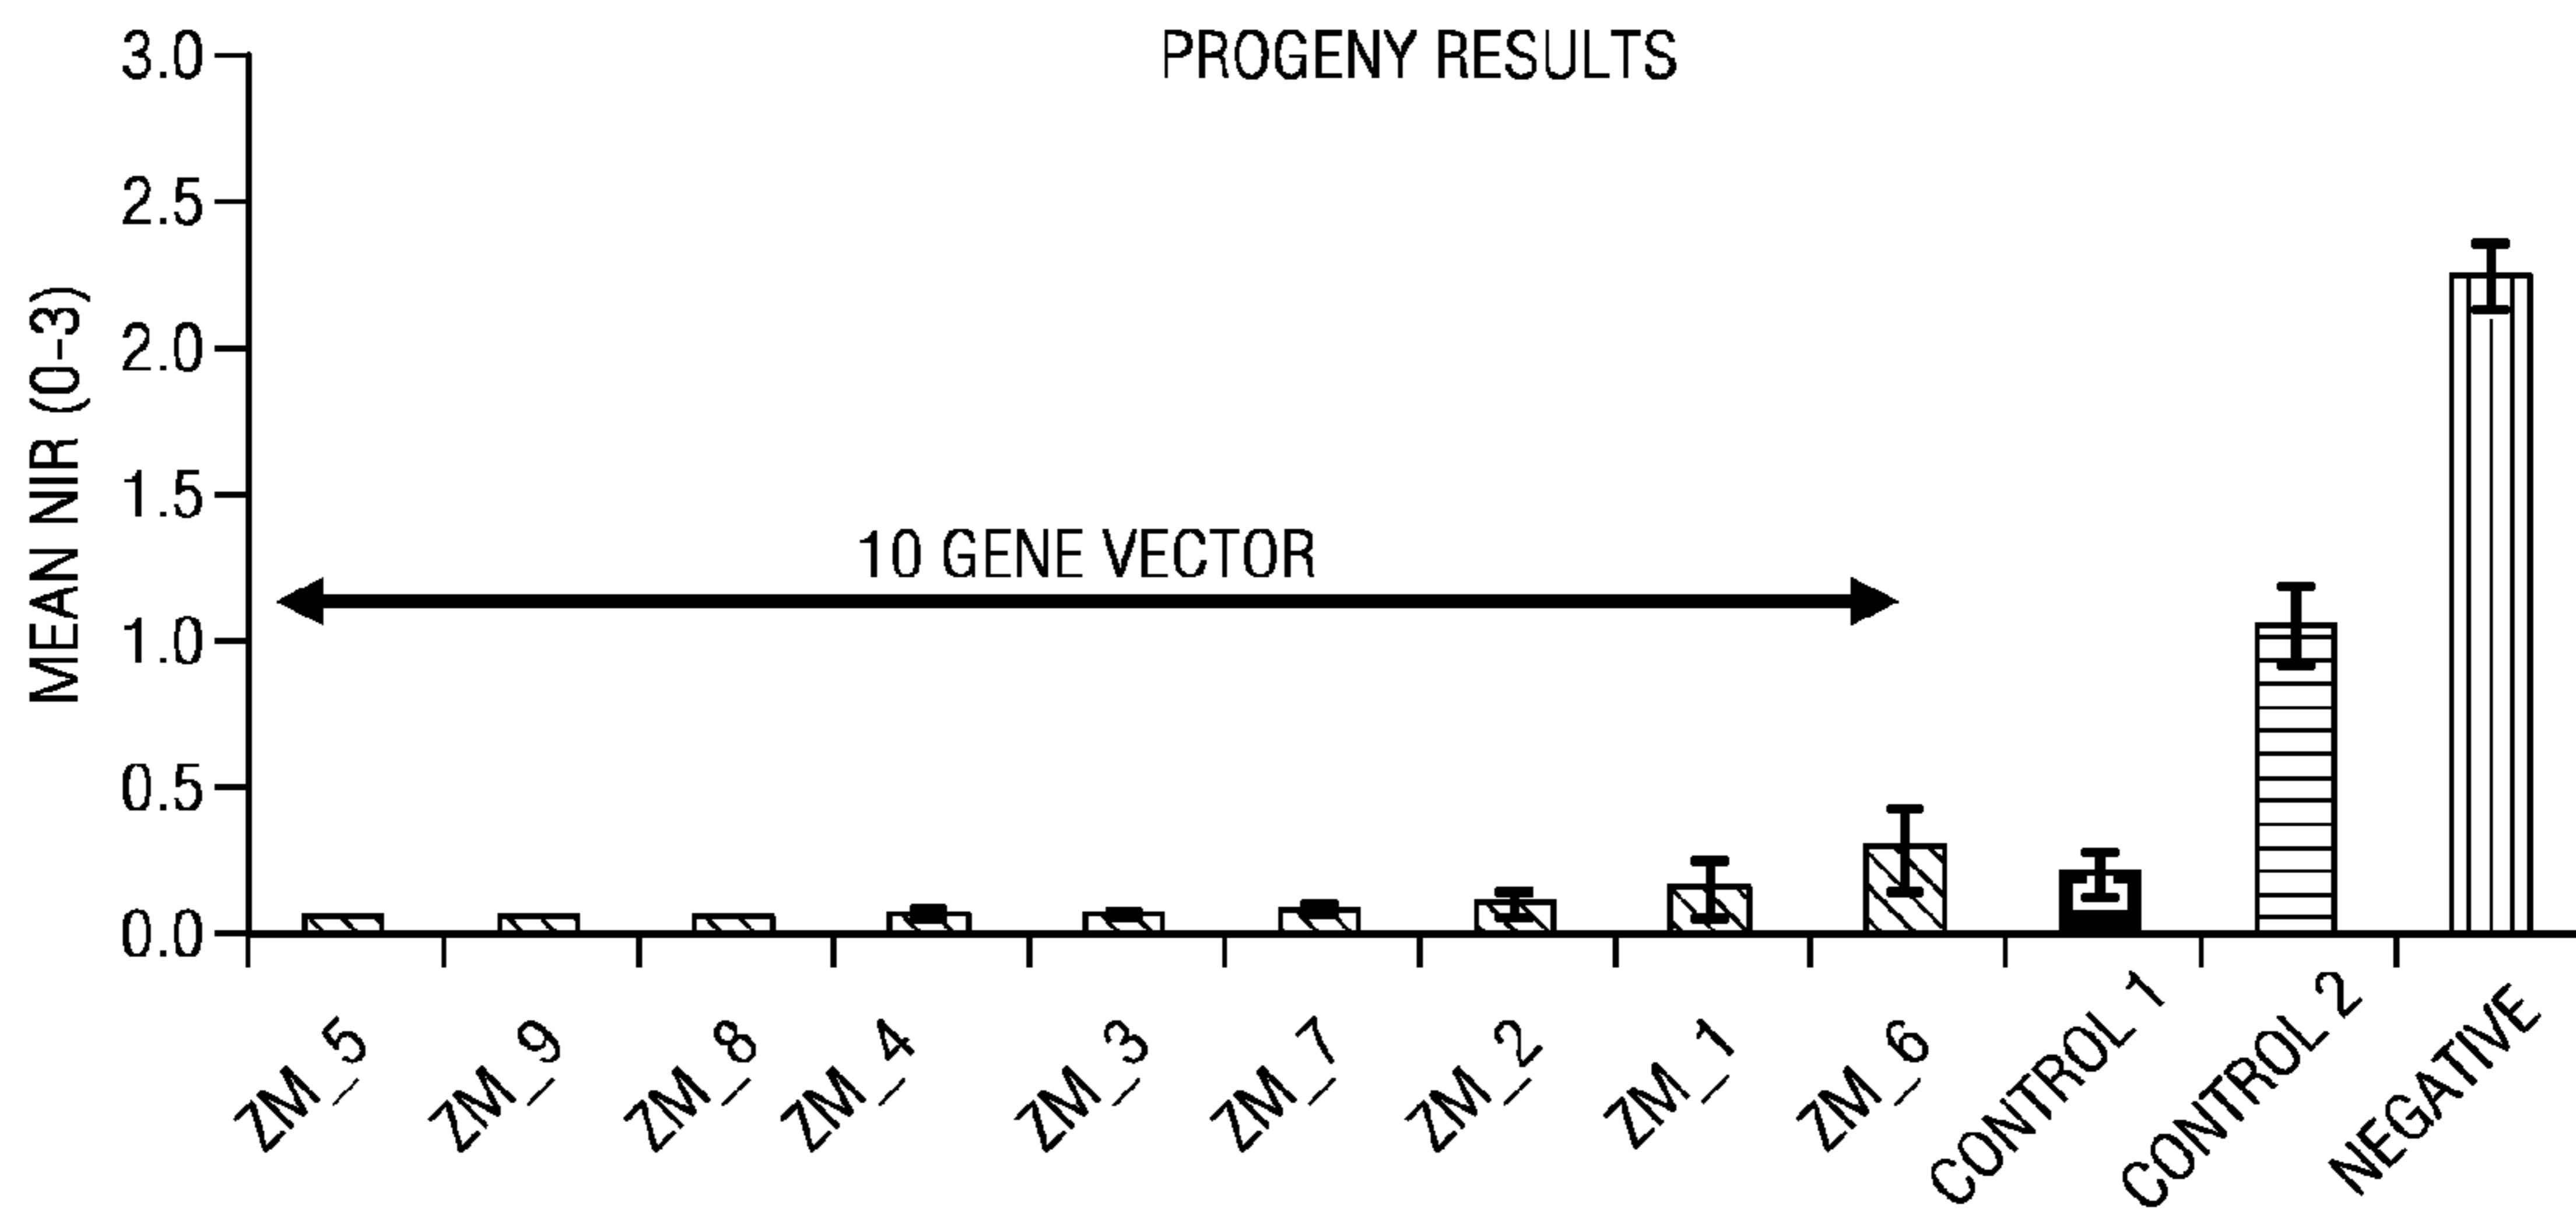 PROGENY RESULTS
MEAN NIR (0-3)
3.0
2.5
2.0
1.5
1.0
0.5
0.0
10 GENE VECTOR
ZM_5
ZM_9
ZM_8
ZM_4
ZM_3
ZM_7
ZM_2
ZM_1
ZM_6
CONTROL 1
CONTROL 2
NEGATIVE